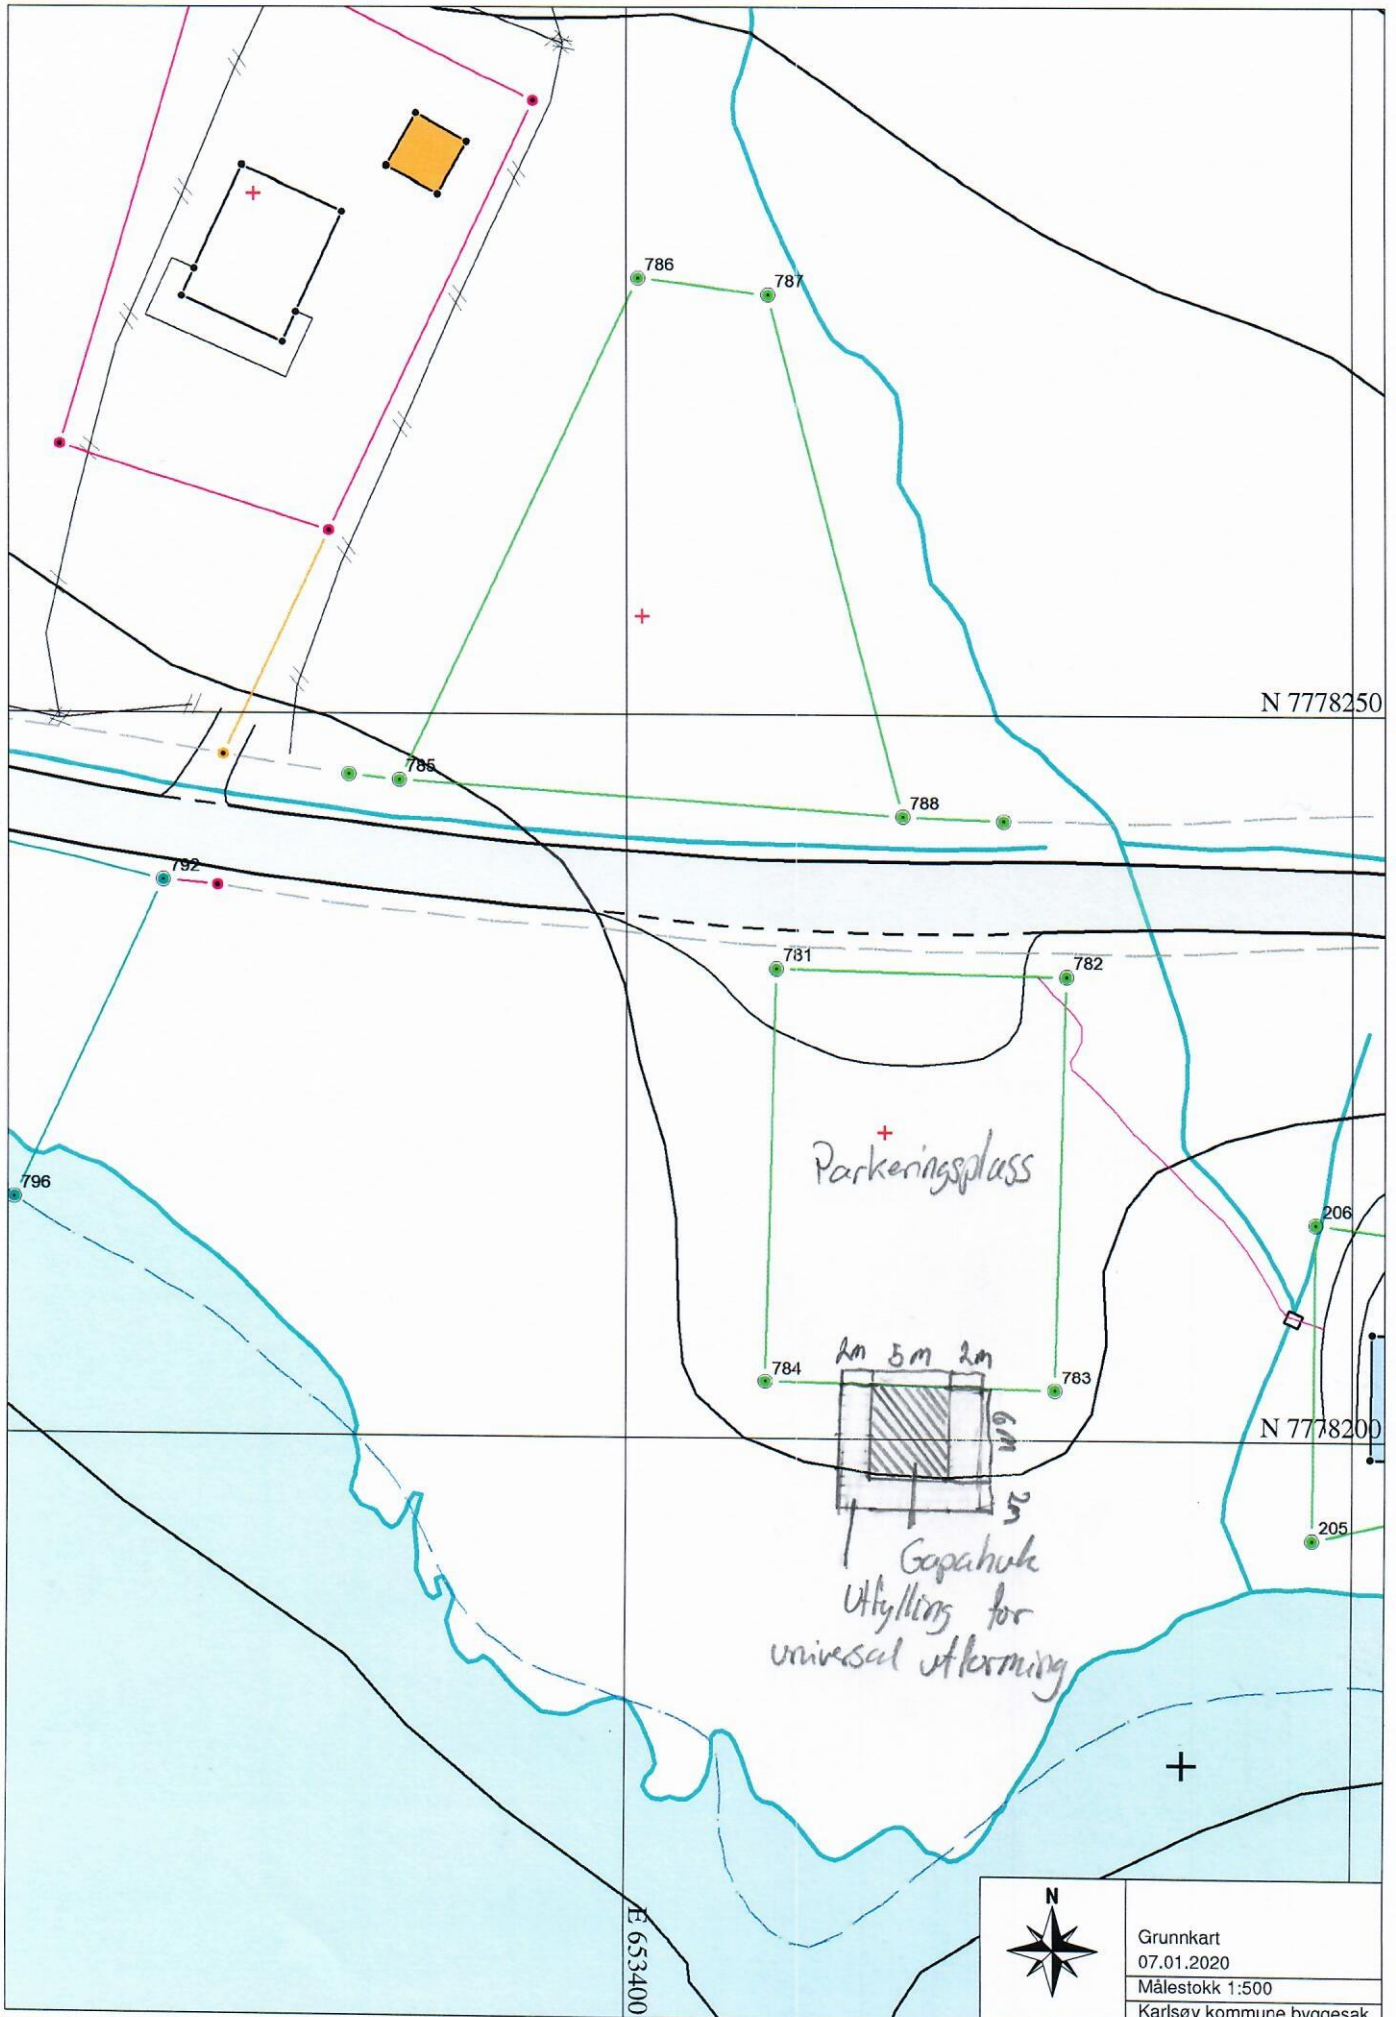 786
787
N 7778250
785
788
792
781
782
796
Parkeringsplass
206
2m 5m 2m
784
783
6m
N 7778200
2m
205
Gapahuk
Utfylling for
universal utforming
E 653400
N
Grunnkart
07.01.2020
Målestokk 1:500
Karlsøy kommune byggesak